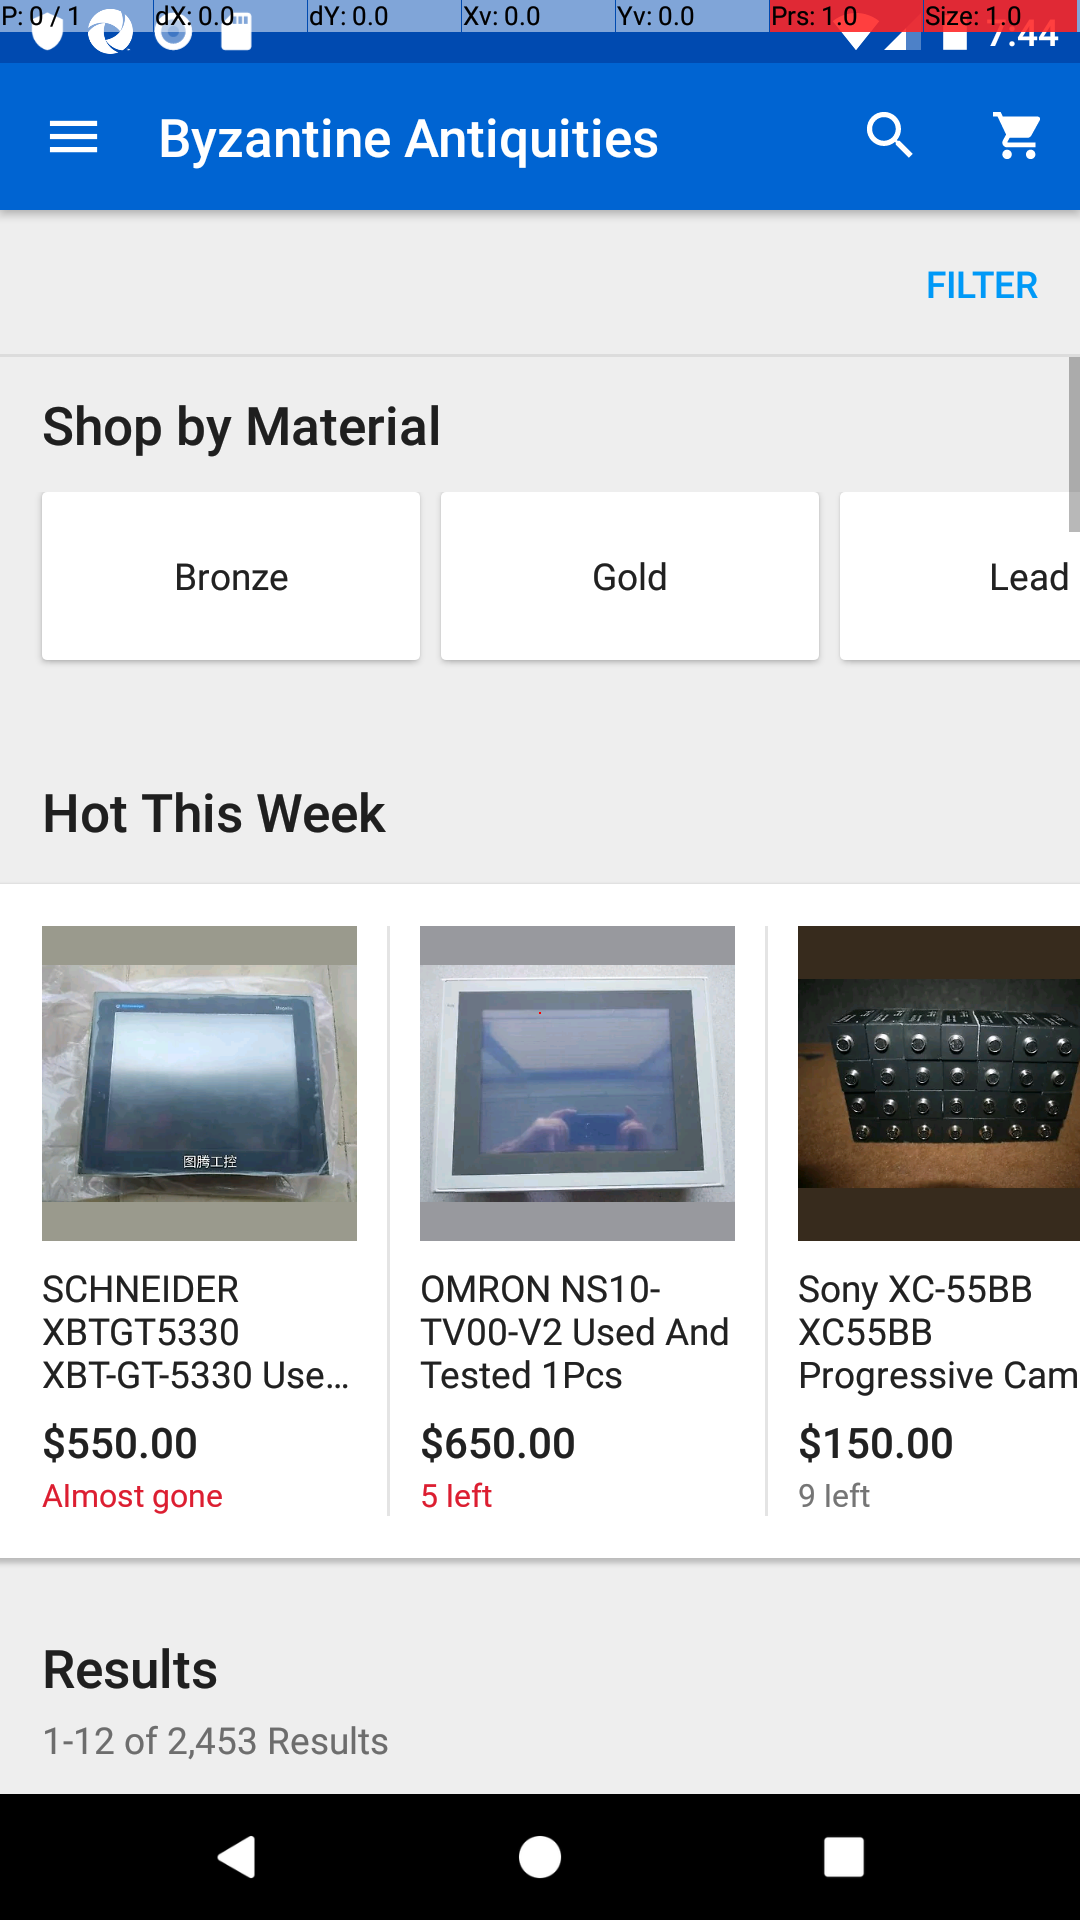 P: 0 / 1 dX: 0.0 dY: 0.0 Xv: 0.0 Yv: 0.0 Prs: 1.0 Size: 1.0
7:44
Byzantine Antiquities
FILTER
Shop by Material
Bronze Gold Lead
Hot This Week
图腾工控
SCHNEIDER
XBTGT5330
XBT-GT-5330 Use...
$550.00
Almost gone
OMRON NS10-
TV00-V2 Used And
Tested 1Pcs
$650.00
5 left
Sony XC-55BB
XC55BB
Progressive Cam
$150.00
9 left
Results
1-12 of 2,453 Results